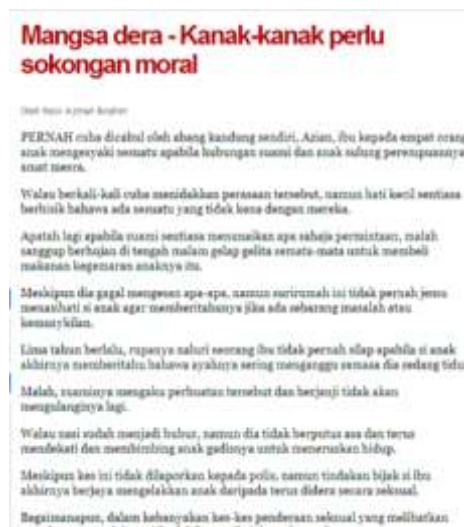 Mangsa dera - Kanak-kanak perlu
sokongan moral
PERNAH cuba dicabul oleh abang kandung sendiri, Azian, ibu kepada empat orang
anak mengesyaki sesuatu apabila hubungan suami dan anak sulung perempuannya
amat mesra.
Walau berkali-kali cuba menidakkan perasaan tersebut, namun hati kecil sentiasa
berbisik bahawa ada sesuatu yang tidak kena dengan mereka.
Apatah lagi apabila suami sentiasa menunaikan apa sahaja permintaan, malah
sanggup berhujan di tengah malam gelap gelita semata-mata untuk membeli
makanan kegemaran anaknya itu.
Meskipun dia gagal mengesan apa-apa, namun surirumah ini tidak pernah jemu
menasihati si anak agar memberitahunya jika ada sebarang masalah atau
kemusykilan.
Lima tahun berlalu, rupanya naluri seorang ibu tidak pernah silap apabila si anak
akhirnya memberitahu bahawa ayahnya sering menganggu semasa dia sedang tidu
Malah, suaminya mengaku perbuatan tersebut dan berjanji tidak akan
mengulanginya lagi.
Walau nasi sudah menjadi bubur, namun dia tidak berputus asa dan terus
mendekati dan membimbing anak gadisnya untuk meneruskan hidup.
Meskipun kes ini tidak dilaporkan kepada polis, namun tindakan bijak si ibu
akhirnya berjaya mengelakkan anak daripada terus didera secara seksual.
Bagaimanapun, dalam kebanyakan kes-kes penderaan seksual yang melibatkan